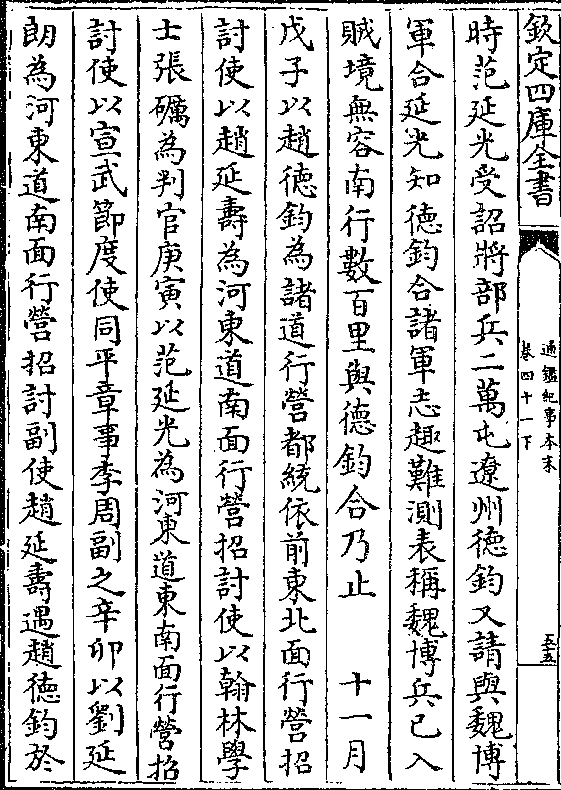 欽定四庫全書
通鑑紀事本末
卷四十一下
五五
時范延光受詔將部兵二萬屯遼州德鈞又請與魏博
軍合延光知德鈞合諸軍志趣難測表稱魏博兵已入
賊境無容南行數百里與德鈞合乃止 十一月
戊子以趙德鈞為諸道行營都統依前東北面行營招
討使以趙延壽為河東道南面行營招討使以翰林學
士張礪為判官庚寅以范延光為河東道東南面行營招
討使以宣武節度使同平章事李周副之辛卯以劉延
朗為河東道南面行營招討副使趙延壽遇趙德鈞於